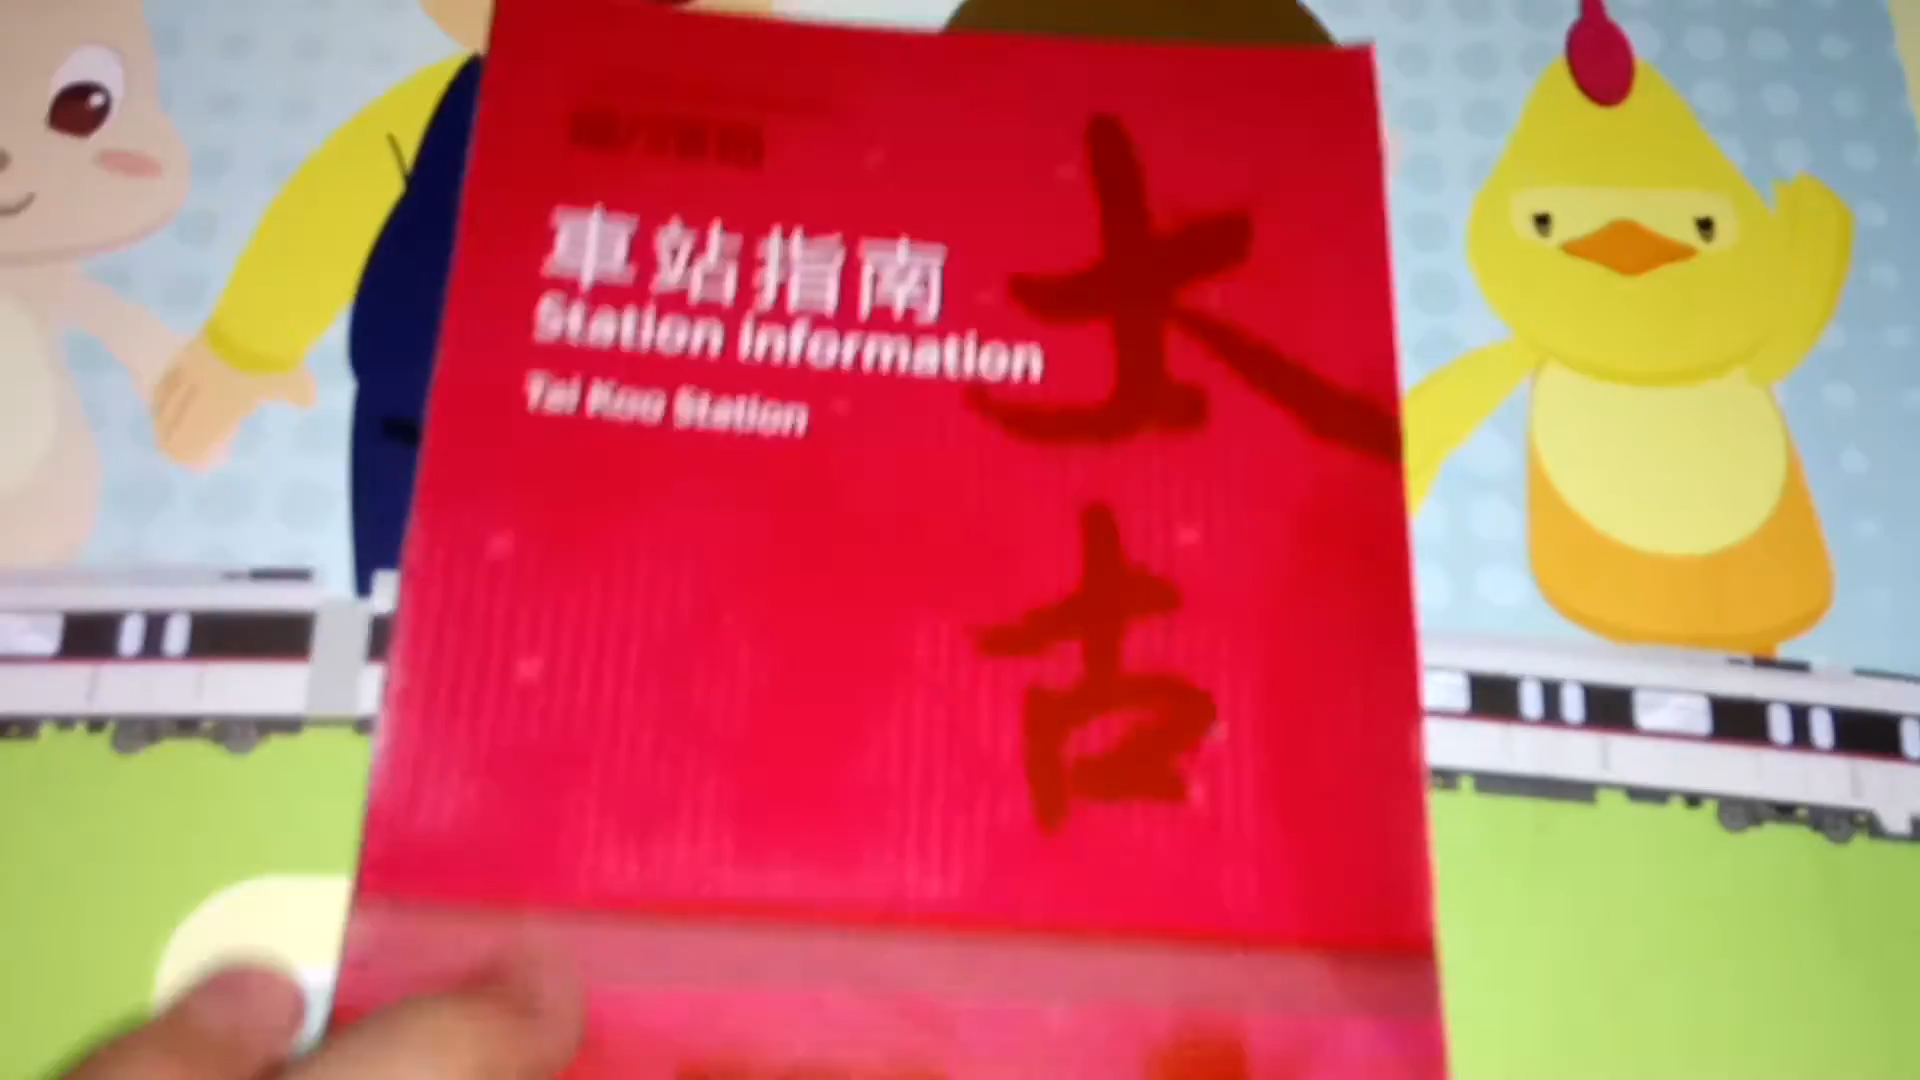 車站指南
Station Information
Tai Koo Station
太古